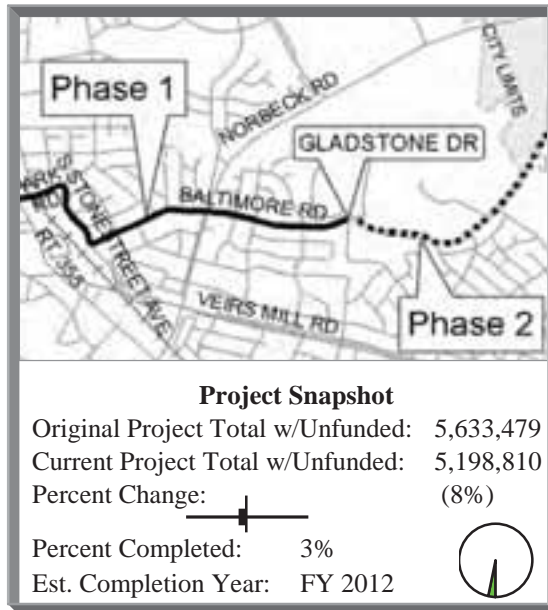 Phase 1
NORBECK RD
CITY LIMITS
GLADSTONE DR
BALTIMORE RD
S STONE STREET AVE
RT 355
VEIRS MILL RD
Phase 2
Project Snapshot
Original Project Total w/Unfunded: 5,633,479
Current Project Total w/Unfunded: 5,198,810
Percent Change: (8%)
Percent Completed: 3%
Est. Completion Year: FY 2012